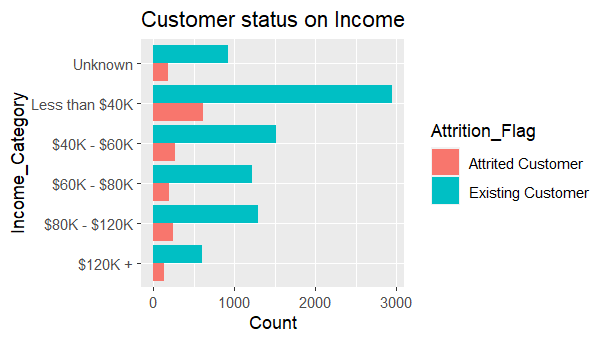 Customer status on Income
Income_Category
Unknown
Less than $40K
$40K - $60K
$60K - $80K
$80K - $120K
$120K +
0 1000 2000 3000
Count
Attrition_Flag
Attrited Customer
Existing Customer